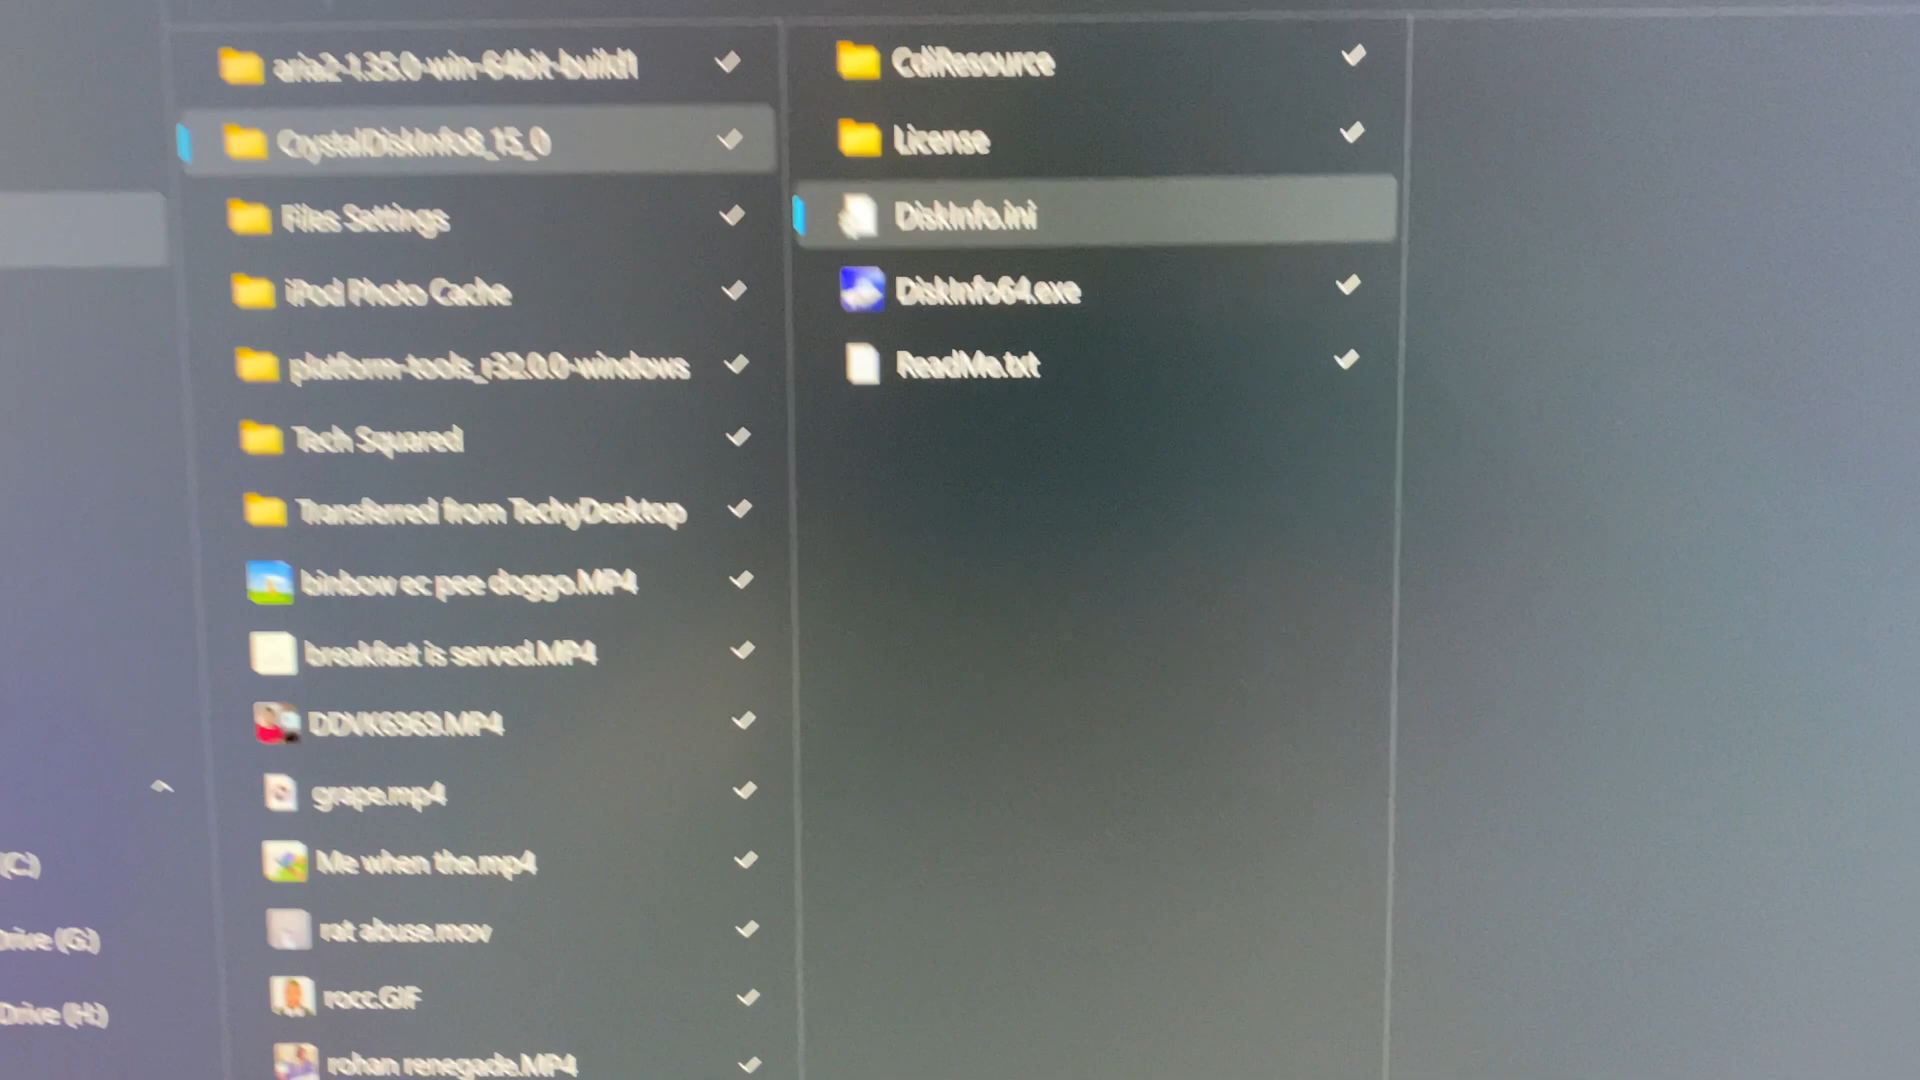 aria2-1.35.0-win-64bit-build1
CrystalDiskInfo8_15_0
Files Settings
iPod Photo Cache
platform-tools_r32.0.0-windows
Tech Squared
Transferred from TechyDesktop
binbow ec pee doggo.MP4
breakfast is served.MP4
DDVK6969.MP4
grape.mp4
Me when the.mp4
rat abuse.mov
rocc.GIF
rohan renegade.MP4
CdiResource
License
DiskInfo.ini
DiskInfo64.exe
ReadMe.txt
(C:)
Drive (G:)
Drive (H:)